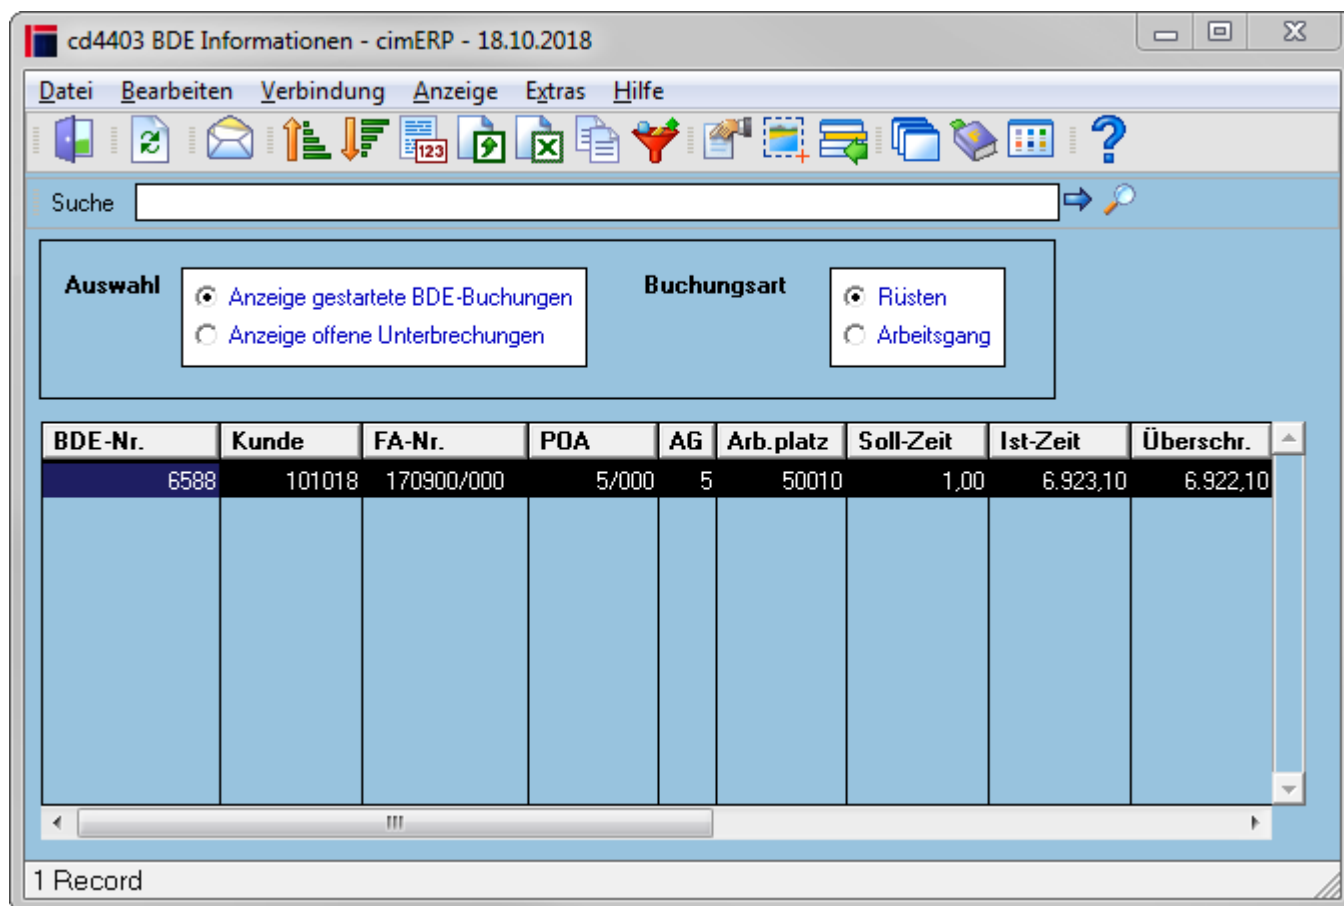 cd4403 BDE Informationen - cimERP - 18.10.2018
Datei Bearbeiten Verbindung Anzeige Extras Hilfe
123
Suche
Auswahl
Anzeige gestartete BDE-Buchungen
Anzeige offene Unterbrechungen
Buchungsart
Rüsten
Arbeitsgang
BDE-Nr. Kunde FA-Nr. POA AG Arb.platz Soll-Zeit Ist-Zeit Überschr.
6588 101018 170900/000 5/000 5 50010 1,00 6.923,10 6.922,10
1 Record